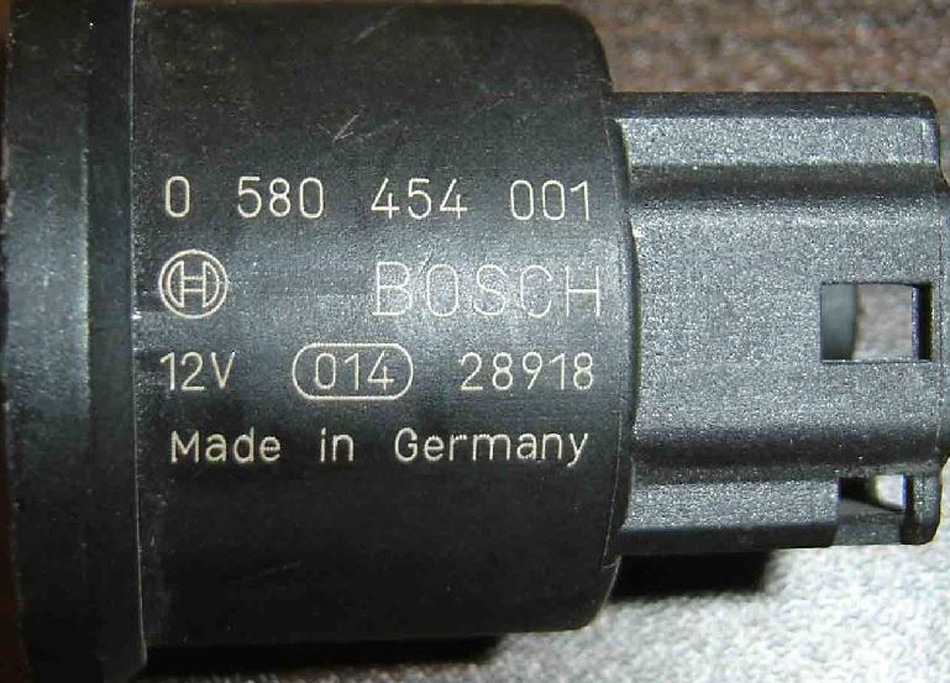 0 580 454 001
BOSCH
12V 014 28918
Made in Germany